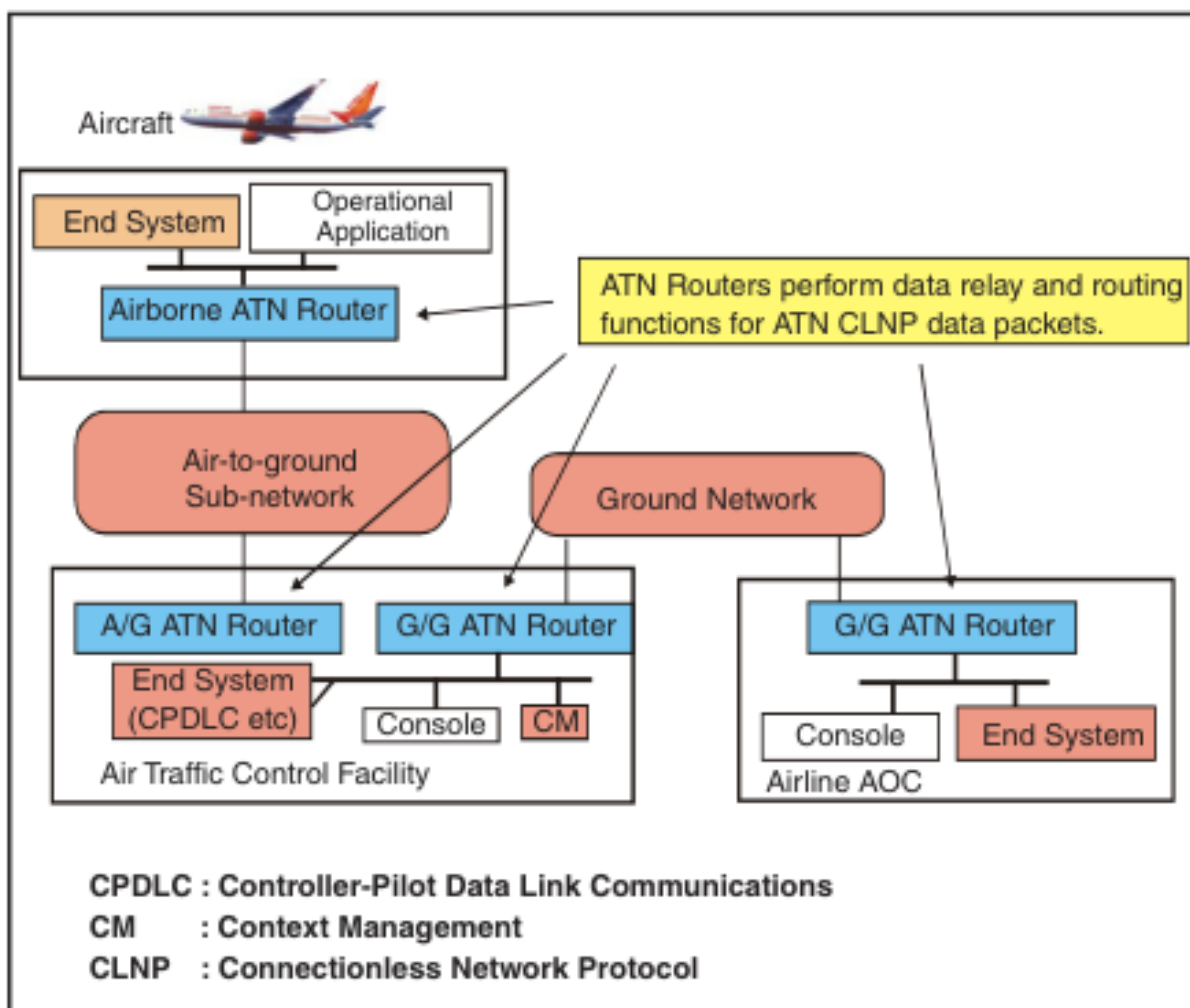 Aircraft
End System
Operational
Application
Airborne ATN Router
ATN Routers perform data relay and routing
functions for ATN CLNP data packets.
Air-to-ground
Sub-network
Ground Network
A/G ATN Router
G/G ATN Router
End System
(CPDLC etc)
Console
CM
Air Traffic Control Facility
G/G ATN Router
Console
End System
Airline AOC
CPDLC : Controller-Pilot Data Link Communications
CM : Context Management
CLNP : Connectionless Network Protocol